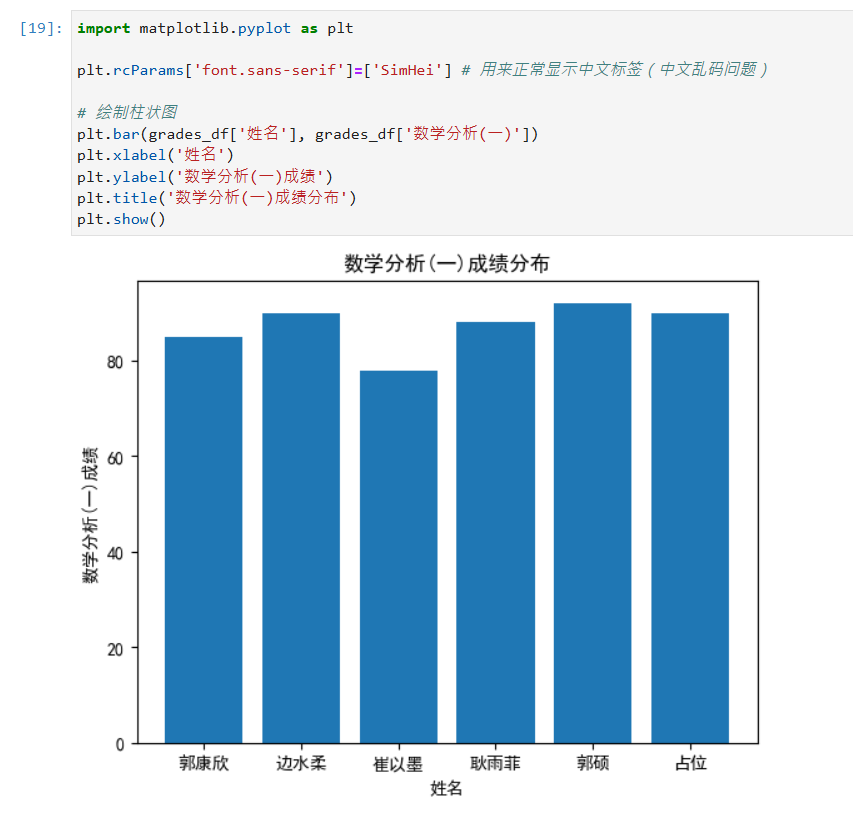 [19]: import matplotlib.pyplot as plt
plt.rcParams['font.sans-serif']=['SimHei'] # 用来正常显示中文标签（中文乱码问题）
# 绘制柱状图
plt.bar(grades_df['姓名'], grades_df['数学分析(一)'])
plt.xlabel('姓名')
plt.ylabel('数学分析(一)成绩')
plt.title('数学分析(一)成绩分布')
plt.show()
数学分析(一)成绩分布
80
60
40
20
0
数学分析(一)成绩
郭康欣 边水柔 崔以墨 耿雨菲 郭硕 占位
姓名